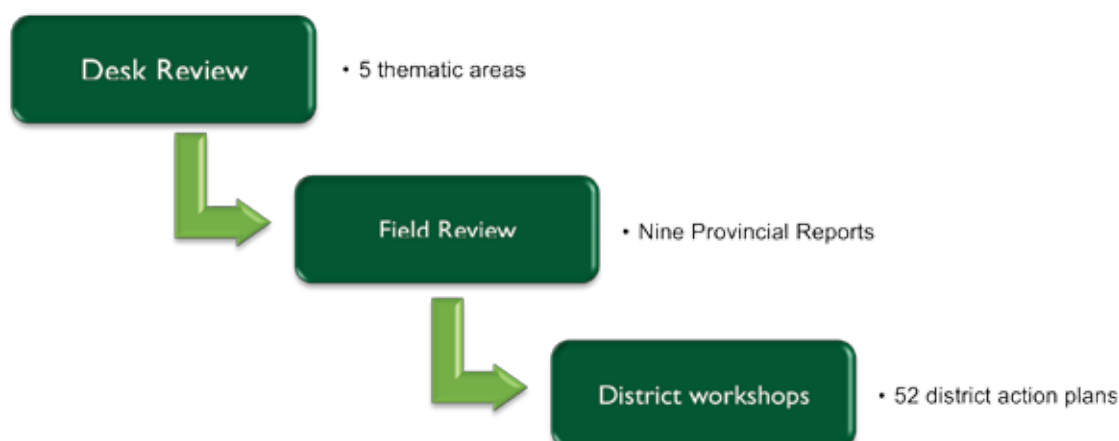 Desk Review
• 5 thematic areas
Field Review
• Nine Provincial Reports
District workshops
• 52 district action plans